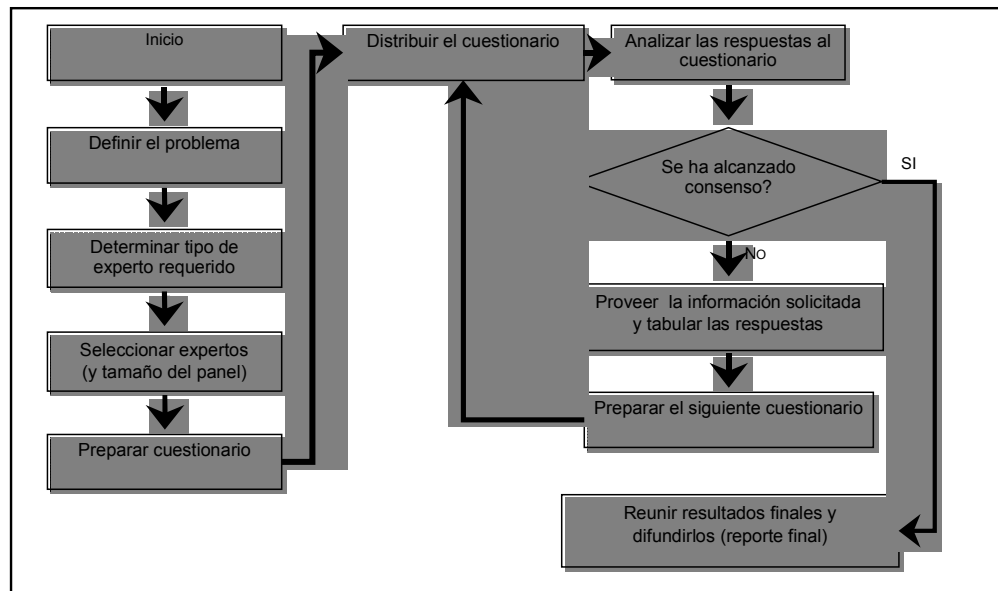 Inicio
Definir el problema
Determinar tipo de
experto requerido
Seleccionar expertos
(y tamaño del panel)
Preparar cuestionario
Distribuir el cuestionario
Analizar las respuestas al
cuestionario
Se ha alcanzado
consenso?
SI
NO
Proveer la información solicitada
y tabular las respuestas
Preparar el siguiente cuestionario
Reunir resultados finales y
difundirlos (reporte final)